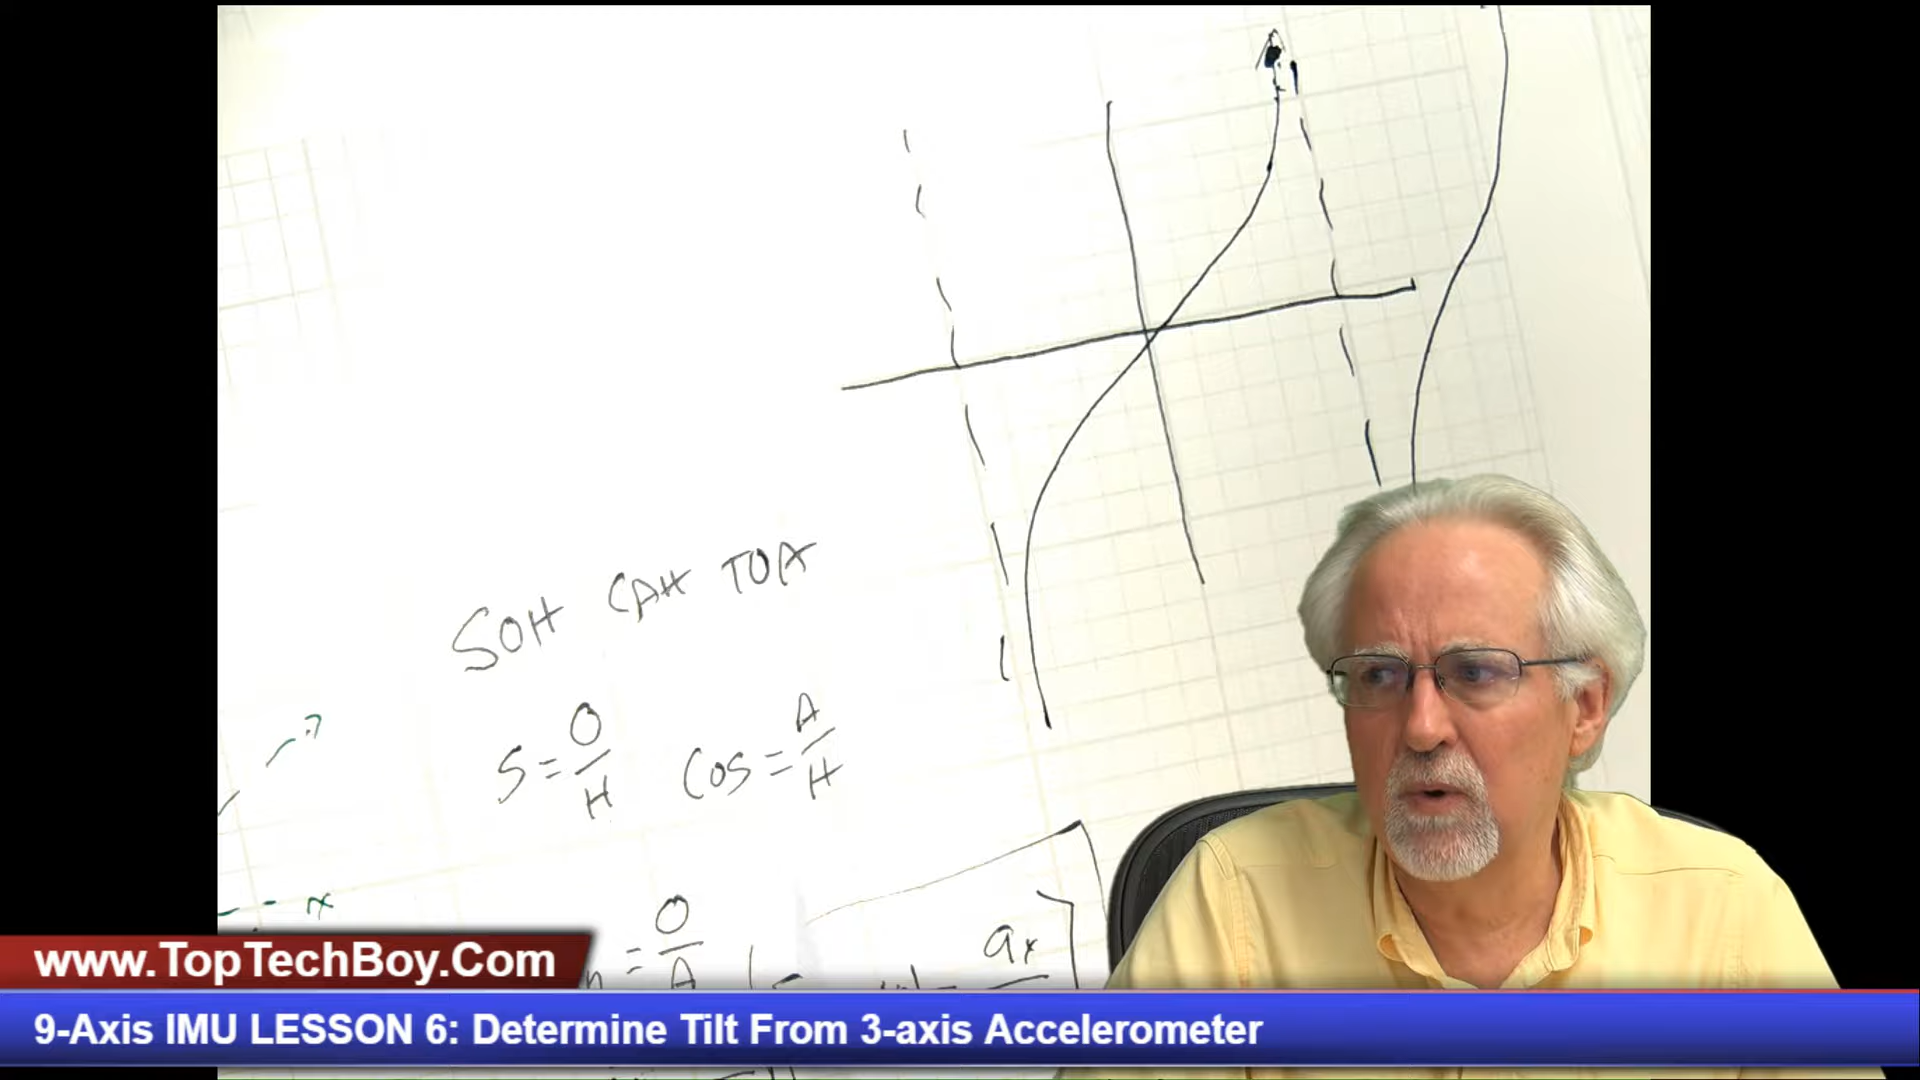 SOH CAH TOA
S = O/H Cos = A/H
= O/A
ax
www.TopTechBoy.Com
9-Axis IMU LESSON 6: Determine Tilt From 3-axis Accelerometer